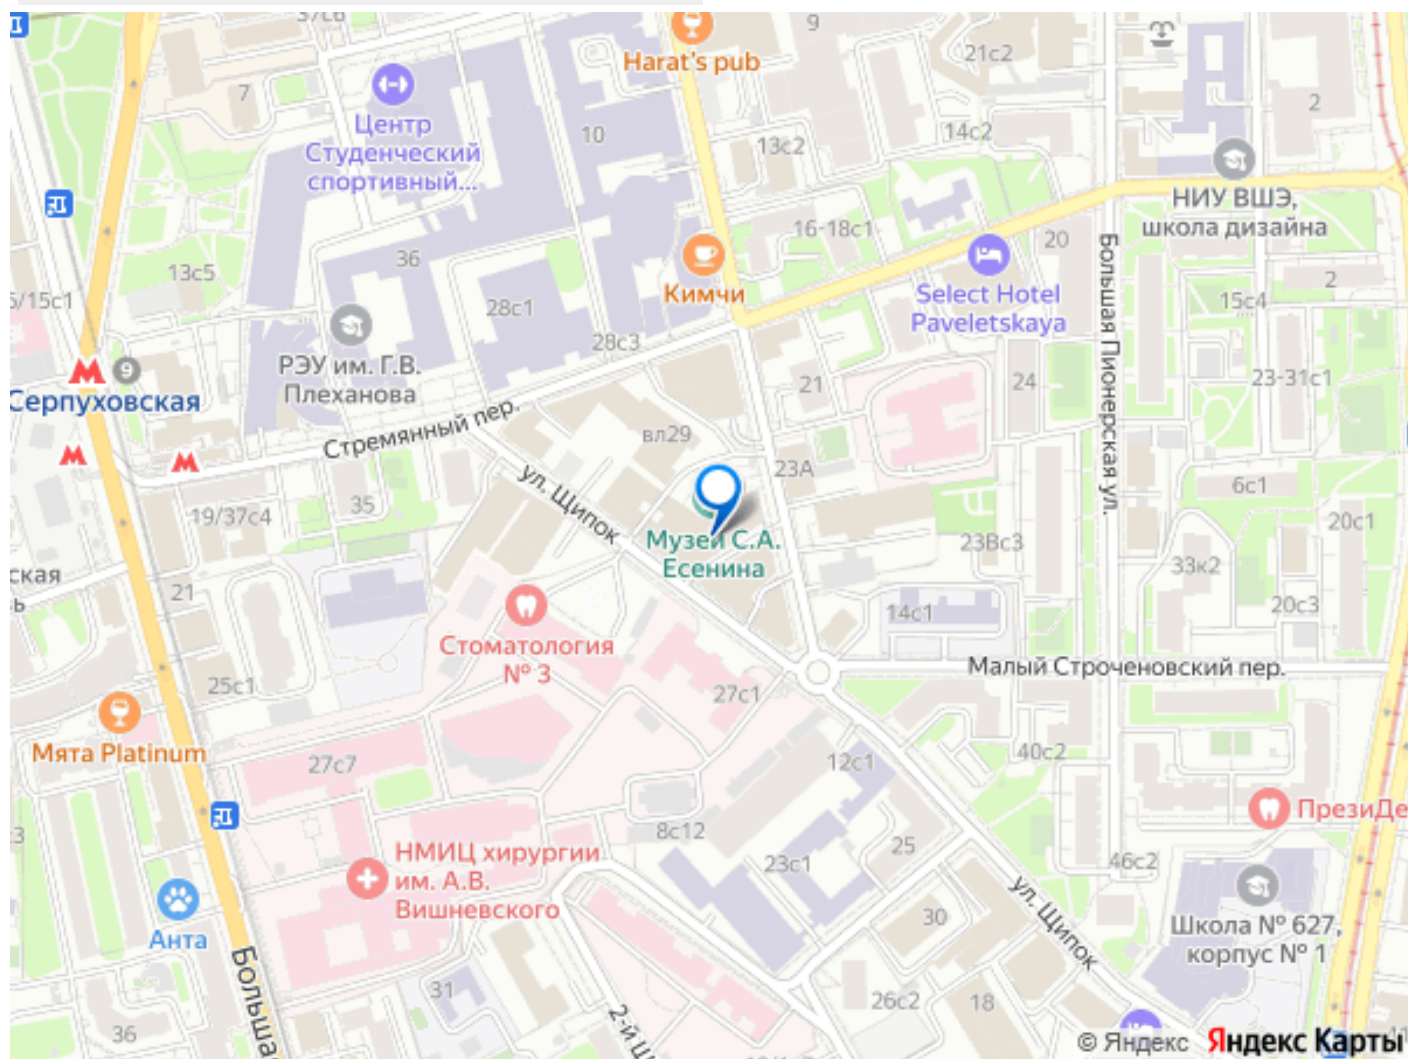 37с6
9
21с2
Harat's pub
7
2
Центр
Студенческий
спортивный...
10
13с2
14с2
НИУ ВШЭ,
школа дизайна
16-18с1
20
36
13с5
2
Кимчи
Select Hotel
Paveletskaya
15с4
/15с1
28с1
Большая Пионерская ул.
28с3
9
РЭУ им. Г.В.
Плеханова
21
24
23-31с1
Серпуховская
Стремянный пер.
вл29
23А
ул. Щипок
6с1
35
19/37с4
20с1
Музей С.А.
Есенина
23Вс3
33к2
ская
21
20с3
14с1
Стоматология
№ 3
Малый Строченовский пер.
25с1
27с1
40с2
Мята Platinum
27с7
12с1
ПрезиДе
3
8с12
НМИЦ хирургии
им. А.В.
Вишневского
25
23с1
46с2
ул. Щипок
30
Школа № 627,
корпус № 1
Анта
Большая
31
26с2
18
2-й Щ
36
© Яндекс Яндекс Карты